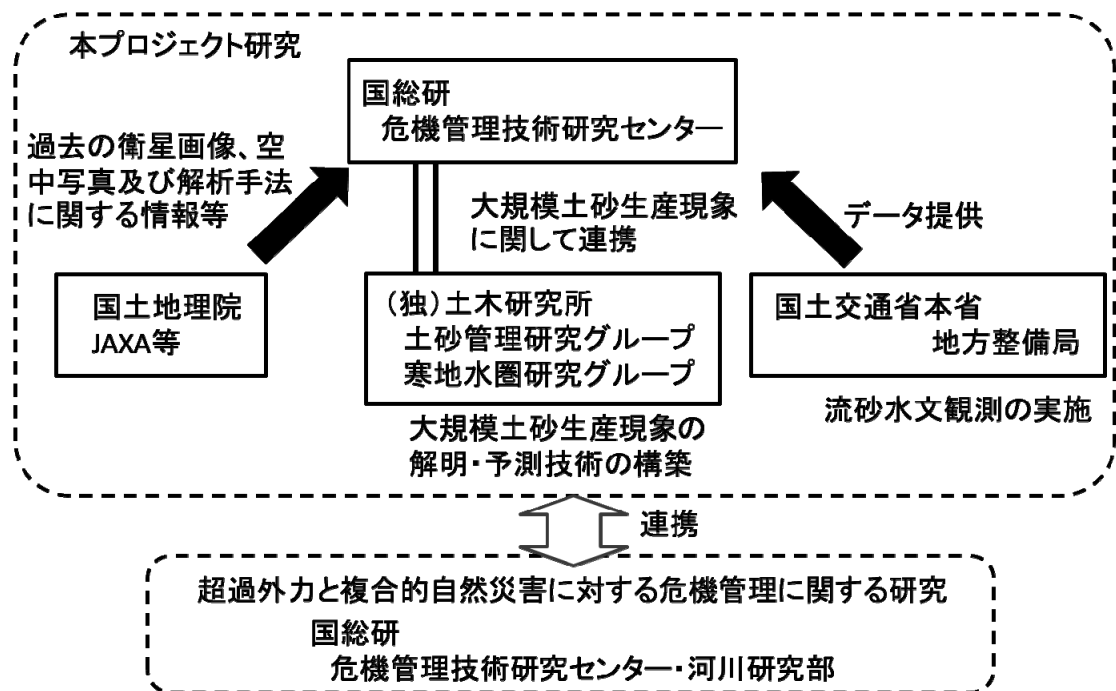 本プロジェクト研究
国総研
危機管理技術研究センター
過去の衛星画像、空
中写真及び解析手法
に関する情報等
大規模土砂生産現象
に関して連携
データ提供
国土地理院
JAXA等
(独)土木研究所
土砂管理研究グループ
寒地水圏研究グループ
国土交通省本省
地方整備局
流砂水文観測の実施
大規模土砂生産現象の
解明・予測技術の構築
連携
超過外力と複合的自然災害に対する危機管理に関する研究
国総研
危機管理技術研究センター・河川研究部